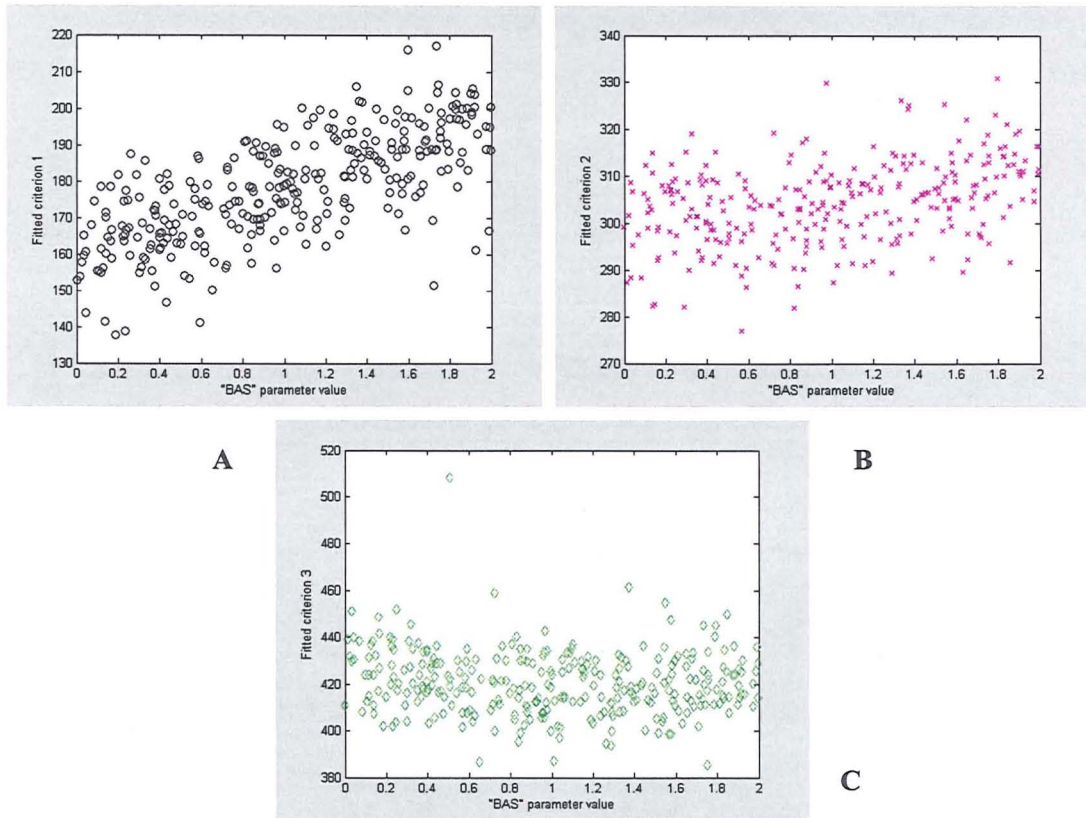 220
210
200
190
180
170
160
150
140
130
Fitted criterion 1
0 0.2 0.4 0.6 0.8 1 1.2 1.4 1.6 1.8 2
"BAS" parameter value
340
330
320
310
300
290
280
270
Fitted criterion 2
0 0.2 0.4 0.6 0.8 1 1.2 1.4 1.6 1.8 2
"BAS" parameter value
A
B
520
500
480
460
440
420
400
380
Fitted criterion 3
0 0.2 0.4 0.6 0.8 1 1.2 1.4 1.6 1.8 2
"BAS" parameter value
C